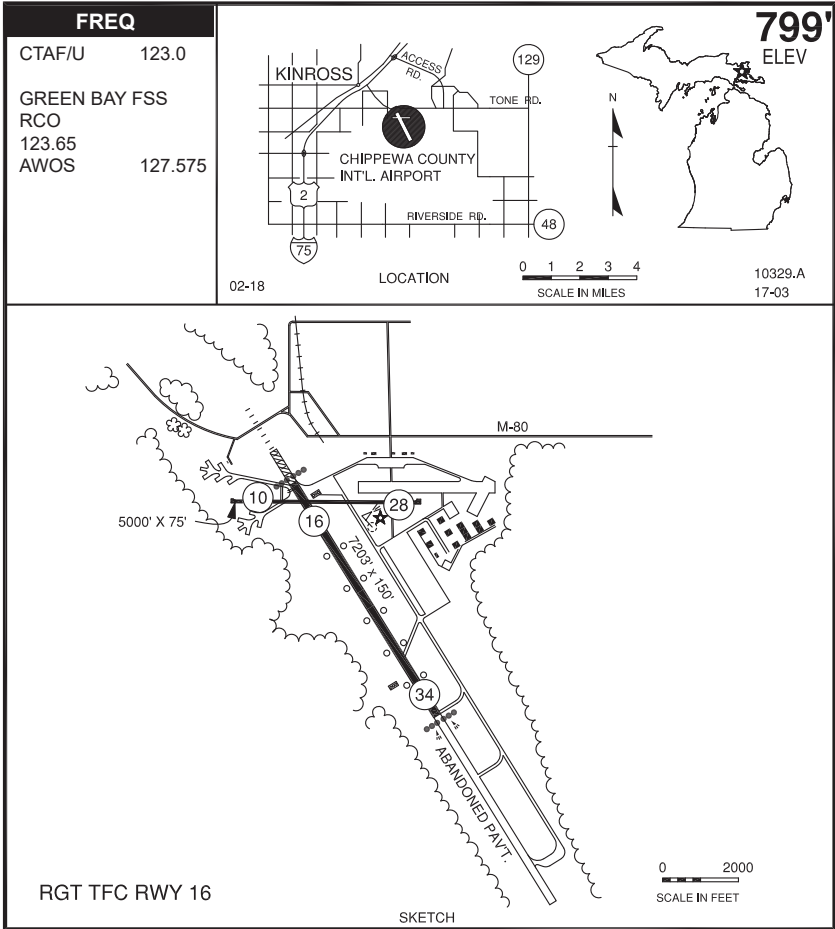 FREQ
CTAF/U 123.0
GREEN BAY FSS
RCO
123.65
AWOS 127.575
KINROSS
ACCESS
RD.
129
TONE RD.
CHIPPEWA COUNTY
INT'L. AIRPORT
2
RIVERSIDE RD.
48
75
02-18
LOCATION
0 1 2 3 4
SCALE IN MILES
799'
ELEV
N
10329.A
17-03
M-80
10
28
16
5000' X 75'
7203' x 150'
34
ABANDONED PAV'T.
RGT TFC RWY 16
0 2000
SCALE IN FEET
SKETCH